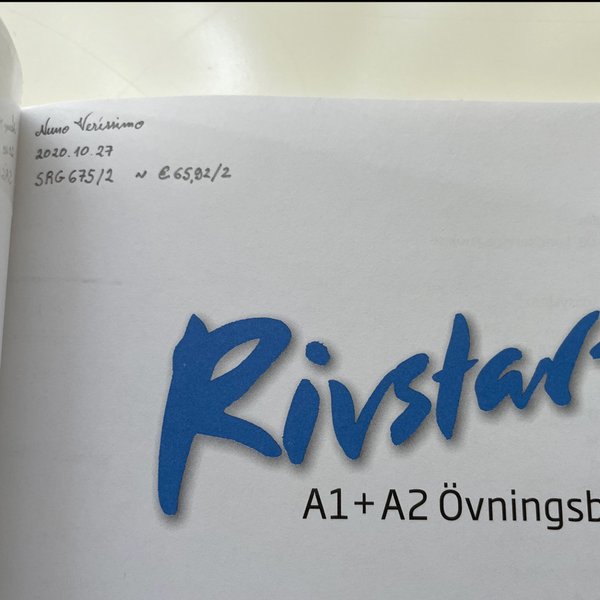 Nuno Veríssimo
2020.10.27
SRG 675/2 ~ € 65,92/2
Rivstart
A1+A2 Övningsb